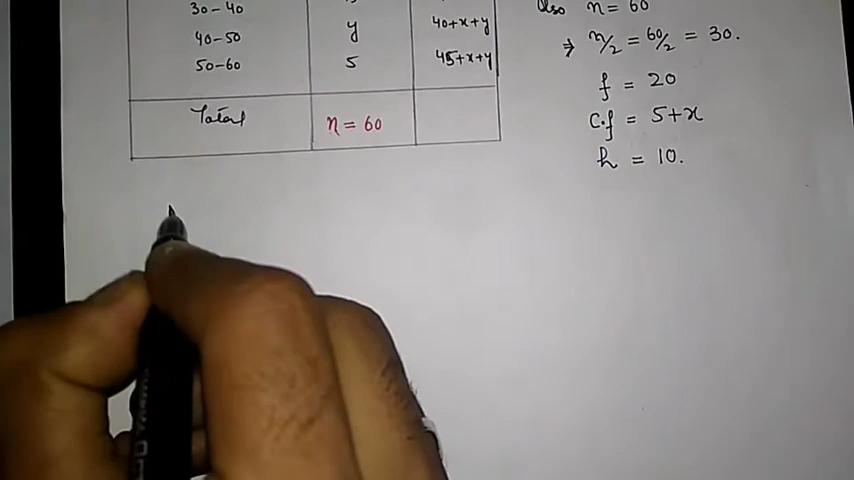 30-40
40-50 y 40+x+y
50-60 5 45+x+y
Total n = 60
Also n = 60
⇒ n/2 = 60/2 = 30.
f = 20
c.f = 5+x
h = 10.